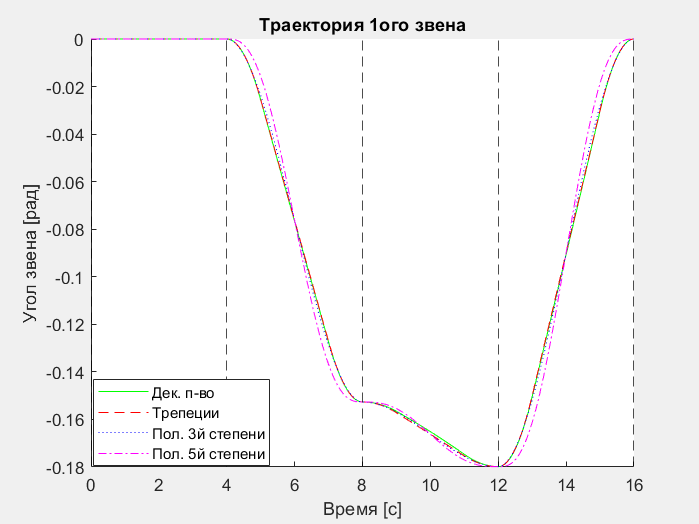 Траектория 1ого звена
Угол звена [рад]
0
-0.02
-0.04
-0.06
-0.08
-0.1
-0.12
-0.14
-0.16
-0.18
Дек. п-во
Трепеции
Пол. 3й степени
Пол. 5й степени
0 2 4 6 8 10 12 14 16
Время [с]